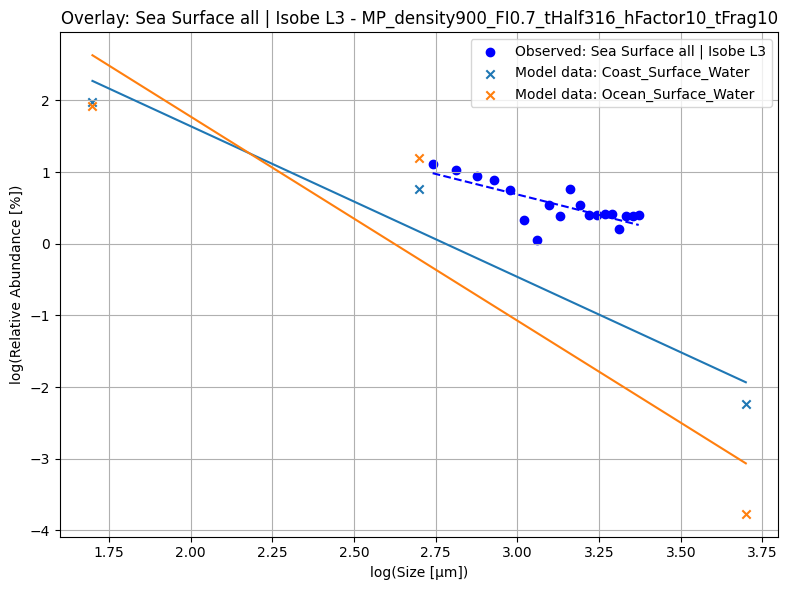 Overlay: Sea Surface all | Isobe L3 - MP_density900_FI0.7_tHalf316_hFactor10_tFrag10
Observed: Sea Surface all | Isobe L3
Model data: Coast_Surface_Water
Model data: Ocean_Surface_Water
log(Relative Abundance [%])
2
1
0
−1
−2
−3
−4
1.75 2.00 2.25 2.50 2.75 3.00 3.25 3.50 3.75
log(Size [μm])